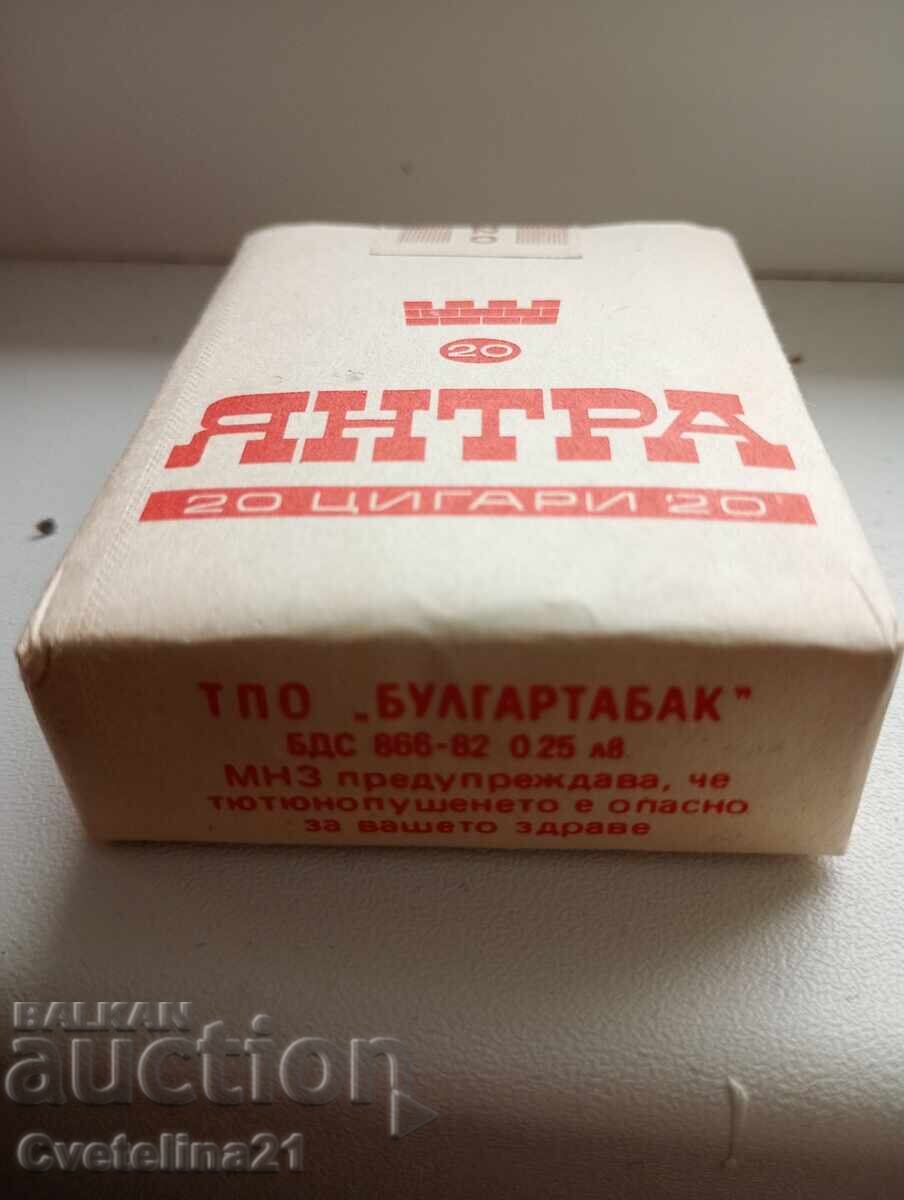 20
20
ЯНТРА
20 ЦИГАРИ 20
ТПО „БУЛГАРТАБАК"
БДС 866-82 0.25 лв.
МНЗ предупреждава, че
тютюнопушенето е опасно
за вашето здраве
BALKAN
auction
Cvetelina21